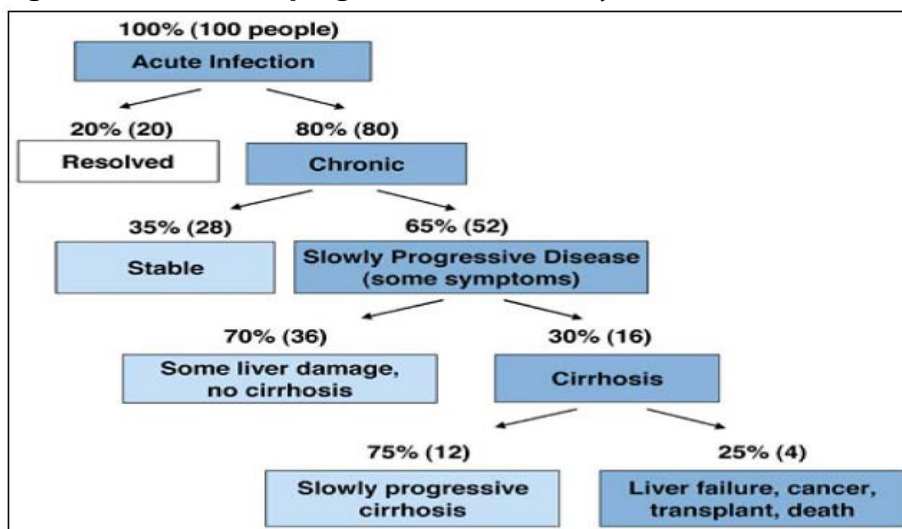 100% (100 people)
Acute Infection
20% (20)
80% (80)
Resolved
Chronic
35% (28)
65% (52)
Stable
Slowly Progressive Disease
(some symptoms)
70% (36)
30% (16)
Some liver damage,
no cirrhosis
Cirrhosis
75% (12)
25% (4)
Slowly progressive
cirrhosis
Liver failure, cancer,
transplant, death